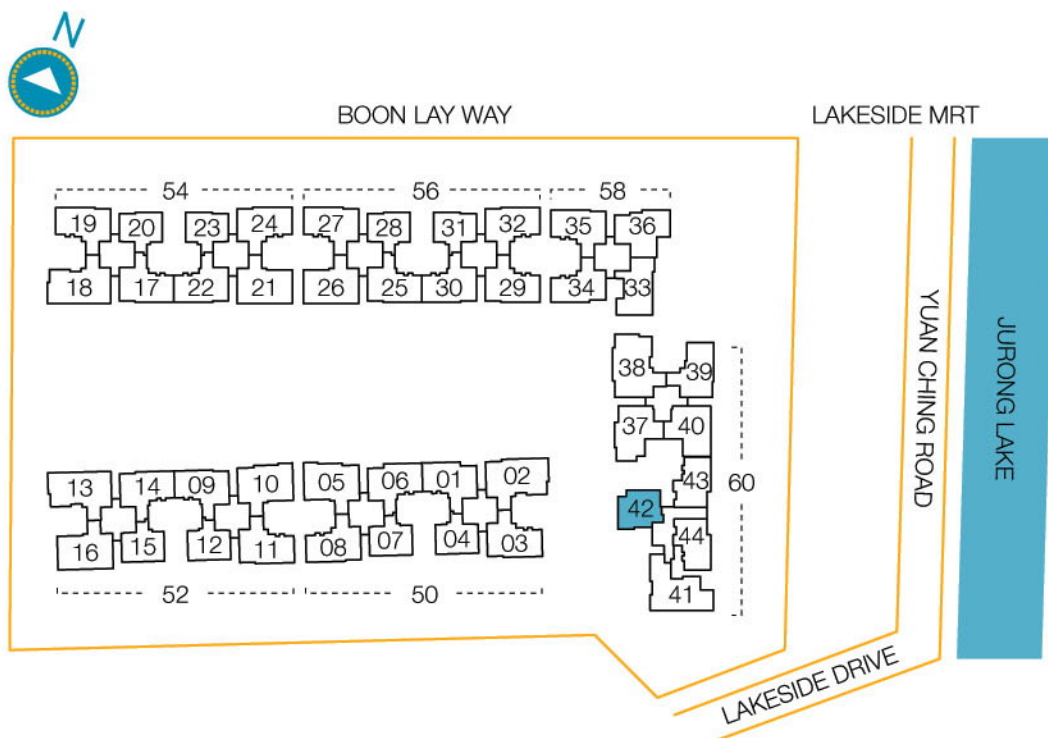 N
BOON LAY WAY
LAKESIDE MRT
54
56
58
19 20 23 24 27 28 31 32 35 36
18 17 22 21 26 25 30 29 34 33
YUAN CHING ROAD
JURONG LAKE
38 39
37 40
43
60
42
44
41
13 14 09 10 05 06 01 02
16 15 12 11 08 07 04 03
52
50
LAKESIDE DRIVE